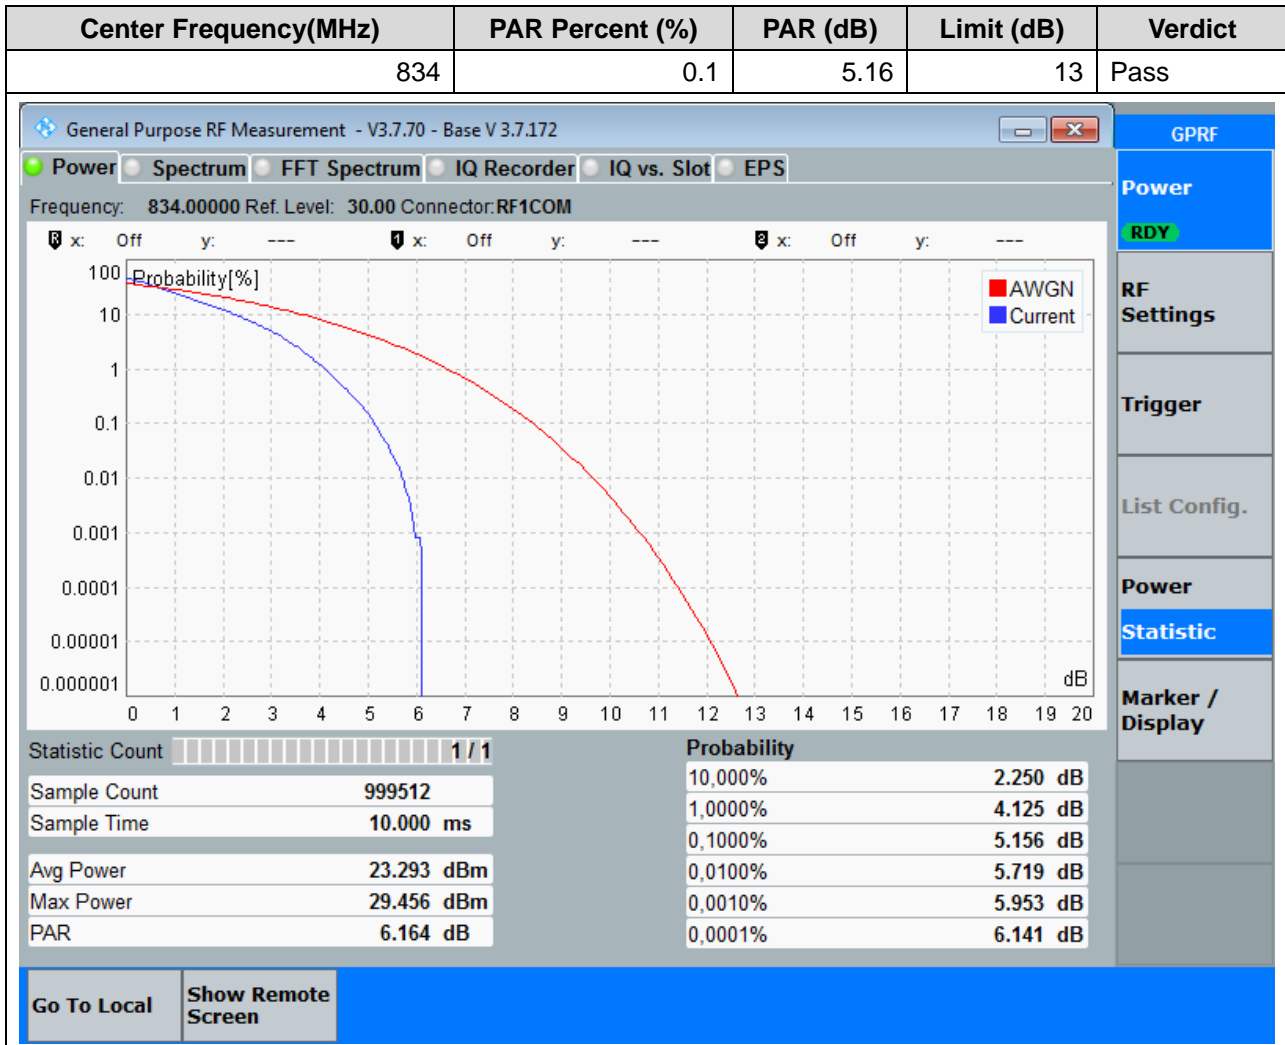 Center Frequency(MHz) PAR Percent (%) PAR (dB) Limit (dB) Verdict
834 0.1 5.16 13 Pass
General Purpose RF Measurement - V3.7.70 - Base V 3.7.172
GPRF
Power Spectrum FFT Spectrum IQ Recorder IQ vs. Slot EPS
Power
RDY
Frequency: 834.00000 Ref. Level: 30.00 Connector:RF1COM
R x: Off y: --- 1 x: Off y: --- 2 x: Off y: ---
Probability[%]
100
10
1
0.1
0.01
0.001
0.0001
0.00001
0.000001
AWGN
Current
dB
0 1 2 3 4 5 6 7 8 9 10 11 12 13 14 15 16 17 18 19 20
RF
Settings
Trigger
List Config.
Power
Statistic
Marker /
Display
Statistic Count 1 / 1
Sample Count 999512
Sample Time 10.000 ms
Avg Power 23.293 dBm
Max Power 29.456 dBm
PAR 6.164 dB
Probability
10,000% 2.250 dB
1,0000% 4.125 dB
0,1000% 5.156 dB
0,0100% 5.719 dB
0,0010% 5.953 dB
0,0001% 6.141 dB
Go To Local
Show Remote
Screen